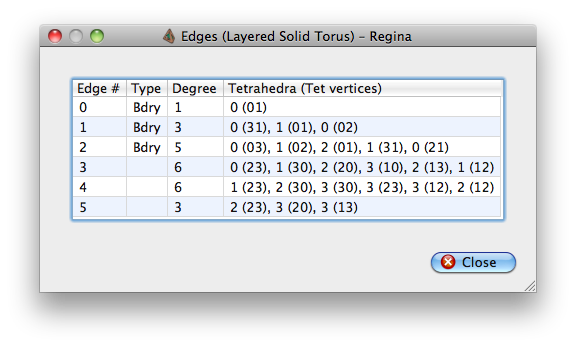 Edges (Layered Solid Torus) – Regina
Edge # Type Degree Tetrahedra (Tet vertices)
0 Bdry 1 0 (01)
1 Bdry 3 0 (31), 1 (01), 0 (02)
2 Bdry 5 0 (03), 1 (02), 2 (01), 1 (31), 0 (21)
3 6 0 (23), 1 (30), 2 (20), 3 (10), 2 (13), 1 (12)
4 6 1 (23), 2 (30), 3 (30), 3 (23), 3 (12), 2 (12)
5 3 2 (23), 3 (20), 3 (13)
Close